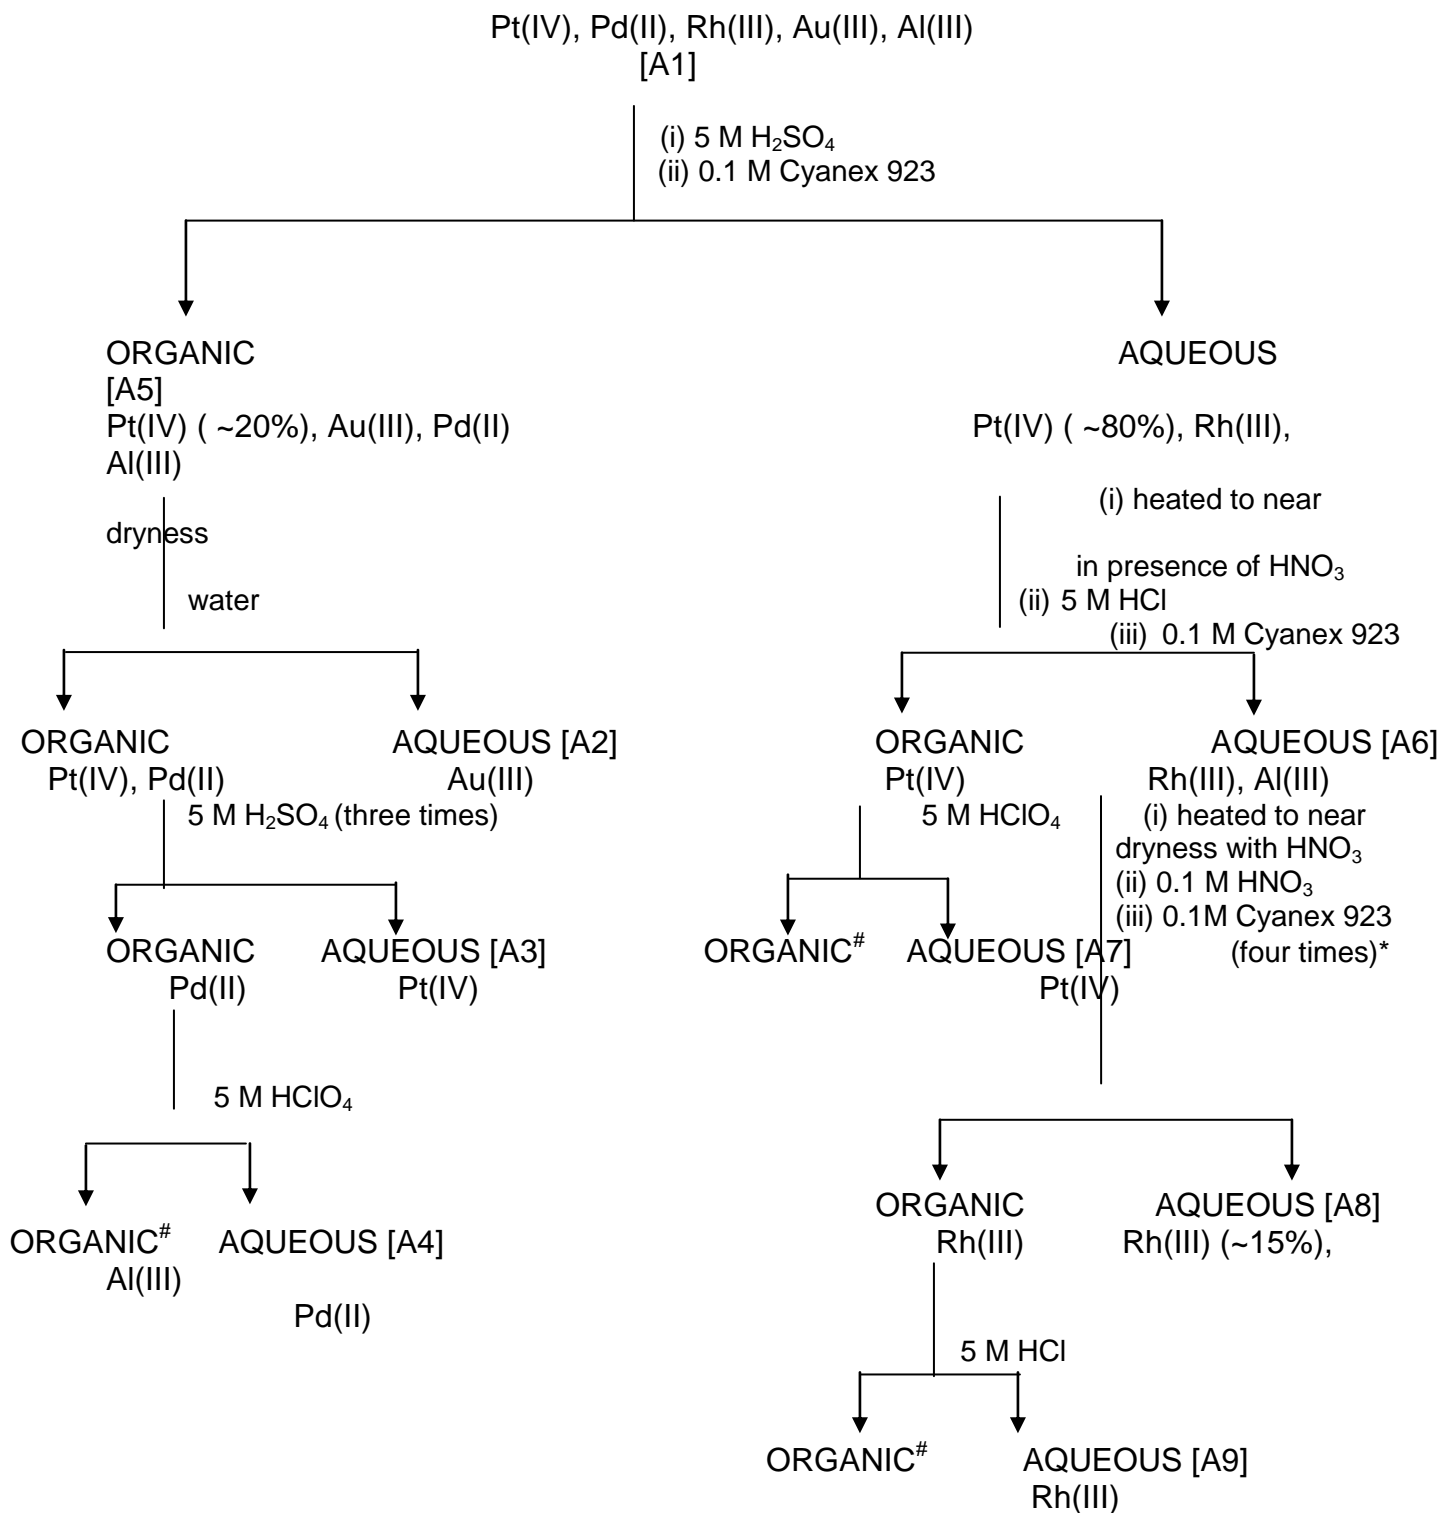 Pt(IV), Pd(II), Rh(III), Au(III), Al(III)
[A1]
(i) 5 M H₂SO₄
(ii) 0.1 M Cyanex 923
ORGANIC
[A5]
Pt(IV) ( ~20%), Au(III), Pd(II)
Al(III)
AQUEOUS
Pt(IV) ( ~80%), Rh(III),
dryness
water
(i) heated to near
in presence of HNO₃
(ii) 5 M HCl
(iii) 0.1 M Cyanex 923
ORGANIC
Pt(IV), Pd(II)
AQUEOUS [A2]
Au(III)
5 M H₂SO₄ (three times)
ORGANIC
Pt(IV)
5 M HClO₄
AQUEOUS [A6]
Rh(III), Al(III)
(i) heated to near
dryness with HNO₃
(ii) 0.1 M HNO₃
(iii) 0.1M Cyanex 923
(four times)*
ORGANIC
Pd(II)
AQUEOUS [A3]
Pt(IV)
ORGANIC#
AQUEOUS [A7]
Pt(IV)
5 M HClO₄
ORGANIC#
Al(III)
AQUEOUS [A4]
Pd(II)
ORGANIC
Rh(III)
AQUEOUS [A8]
Rh(III) (~15%),
5 M HCl
ORGANIC#
AQUEOUS [A9]
Rh(III)